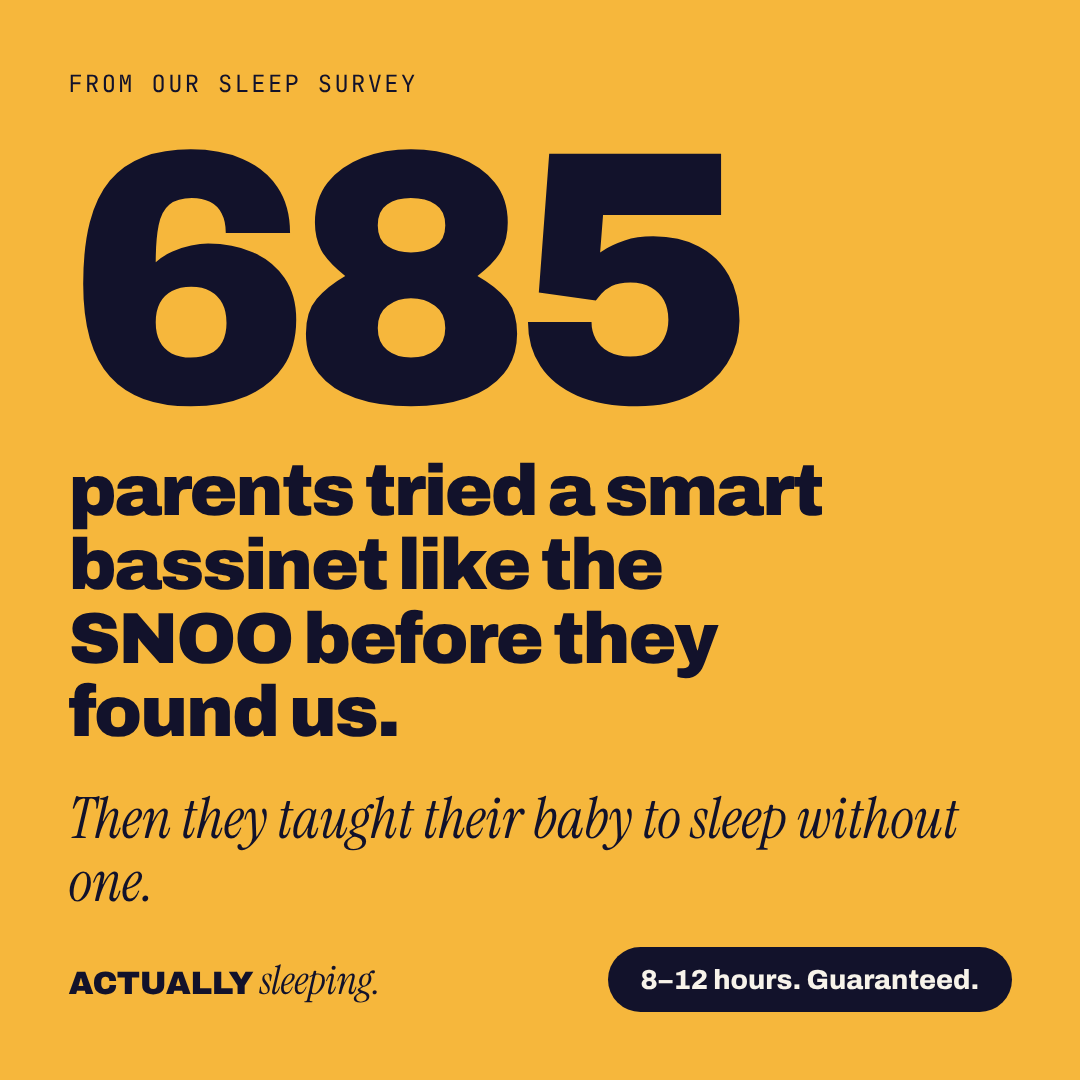 FROM OUR SLEEP SURVEY
685
parents tried a smart
bassinet like the
SNOO before they
found us.
Then they taught their baby to sleep without
one.
ACTUALLY sleeping.
8–12 hours. Guaranteed.